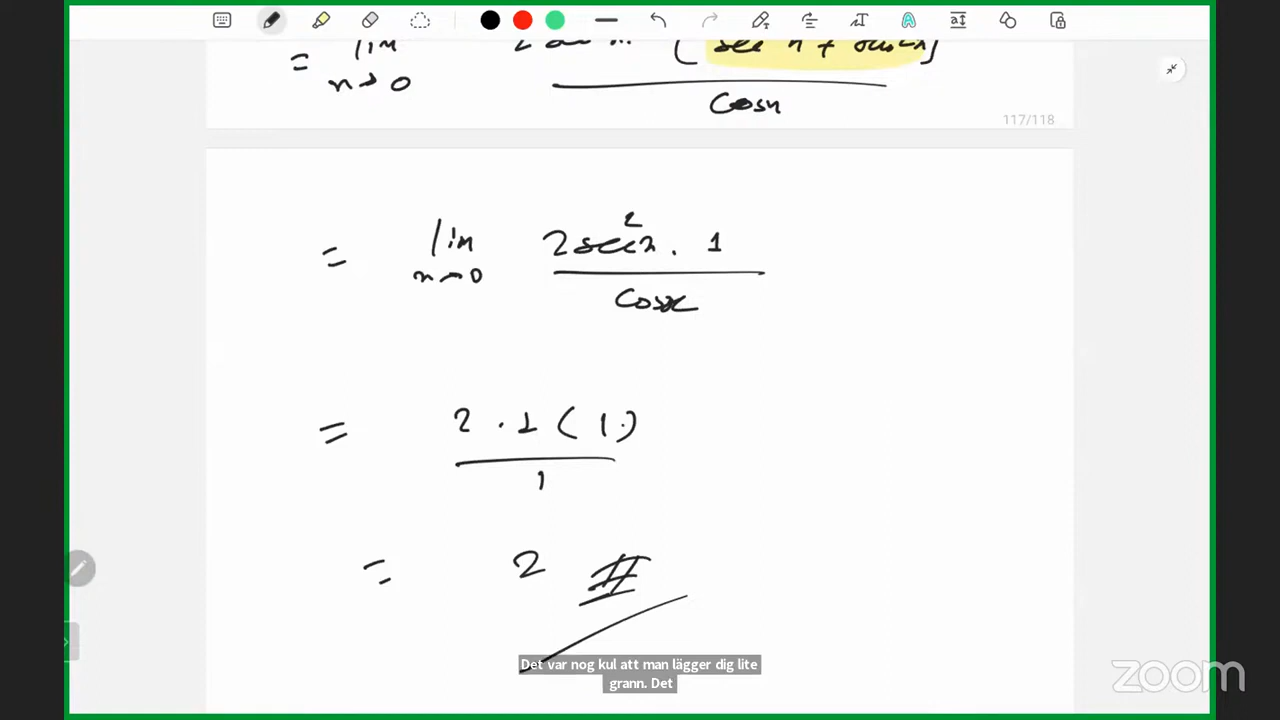 = lim
x→0
cosx
117/118
= lim 2sec²x . 1
x→0 cosx
= 2 . 1 ( 1.)
1
= 2 #
Det var nog kul att man lägger dig lite
grann. Det
zoom